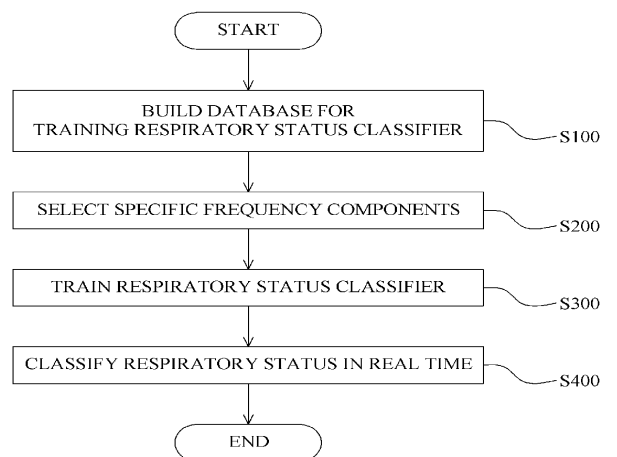 START
BUILD DATABASE FOR
TRAINING RESPIRATORY STATUS CLASSIFIER
S100
SELECT SPECIFIC FREQUENCY COMPONENTS
S200
TRAIN RESPIRATORY STATUS CLASSIFIER
S300
CLASSIFY RESPIRATORY STATUS IN REAL TIME
S400
END